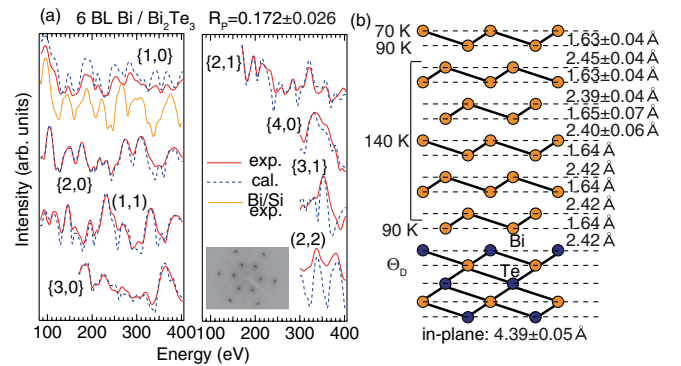 (a) 6 BL Bi / Bi₂Te₃ R_P=0.172±0.026
{1,0}
{2,0}
(1,1)
{3,0}
{2,1}
{4,0}
{3,1}
(2,2)
exp.
cal.
Bi/Si
exp.
Intensity (arb. units)
100 200 300 400 100 200 300 400
Energy (eV)
(b)
70 K
90 K
140 K
90 K
Θ_D
1.63±0.04 Å
2.45±0.04 Å
1.63±0.04 Å
2.39±0.04 Å
1.65±0.07 Å
2.40±0.06 Å
1.64 Å
2.42 Å
1.64 Å
2.42 Å
1.64 Å
2.42 Å
Bi
Te
in-plane: 4.39±0.05 Å